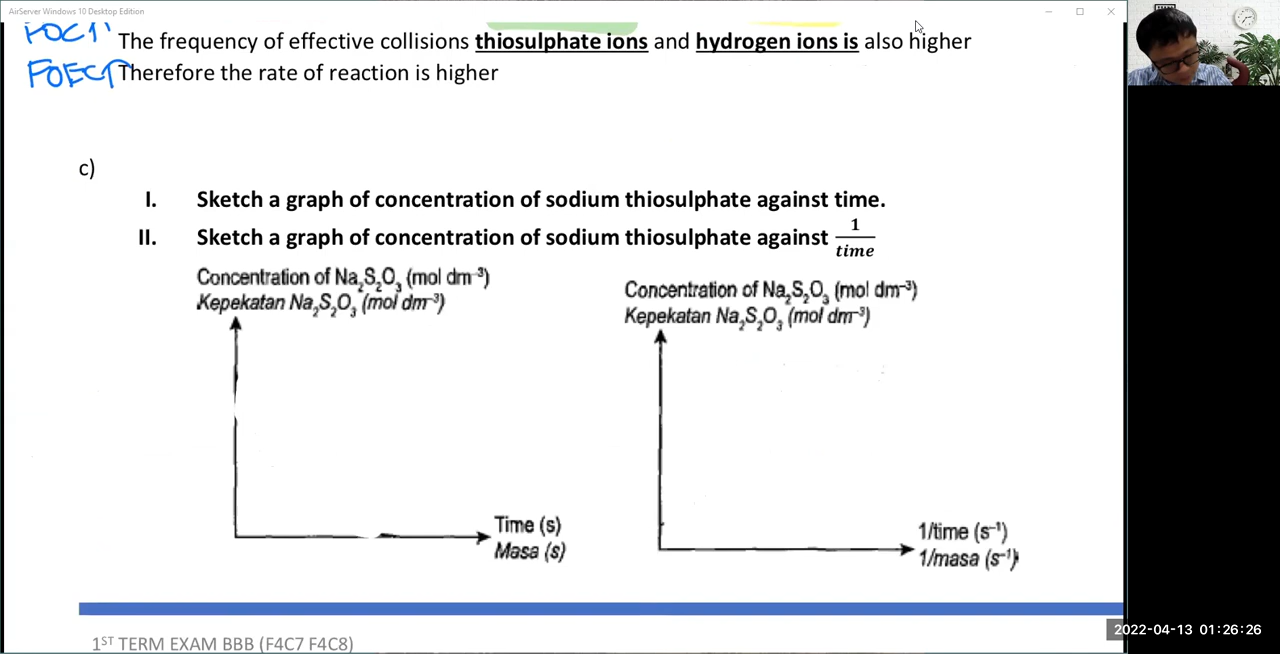 AirServer Windows 10 Desktop Edition
FOC↑ The frequency of effective collisions thiosulphate ions and hydrogen ions is also higher
FOEC↑ Therefore the rate of reaction is higher
c)
I. Sketch a graph of concentration of sodium thiosulphate against time.
II. Sketch a graph of concentration of sodium thiosulphate against 1/time
Concentration of Na₂S₂O₃ (mol dm⁻³)
Kepekatan Na₂S₂O₃ (mol dm⁻³)
Time (s)
Masa (s)
Concentration of Na₂S₂O₃ (mol dm⁻³)
Kepekatan Na₂S₂O₃ (mol dm⁻³)
1/time (s⁻¹)
1/masa (s⁻¹)
1ST TERM EXAM BBB (F4C7 F4C8)
2022-04-13 01:26:26